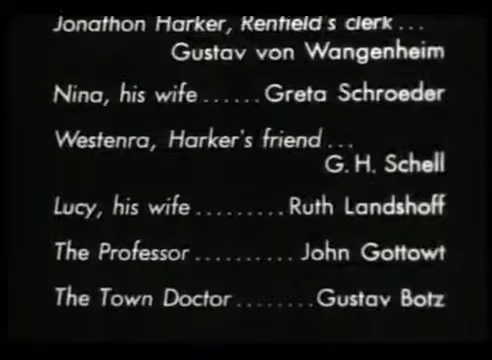 Jonathon Harker, Renfield's clerk ...
Gustav von Wangenheim
Nina, his wife ...... Greta Schroeder
Westenra, Harker's friend ...
G. H. Schell
Lucy, his wife ......... Ruth Landshoff
The Professor .......... John Gottowt
The Town Doctor ........ Gustav Botz